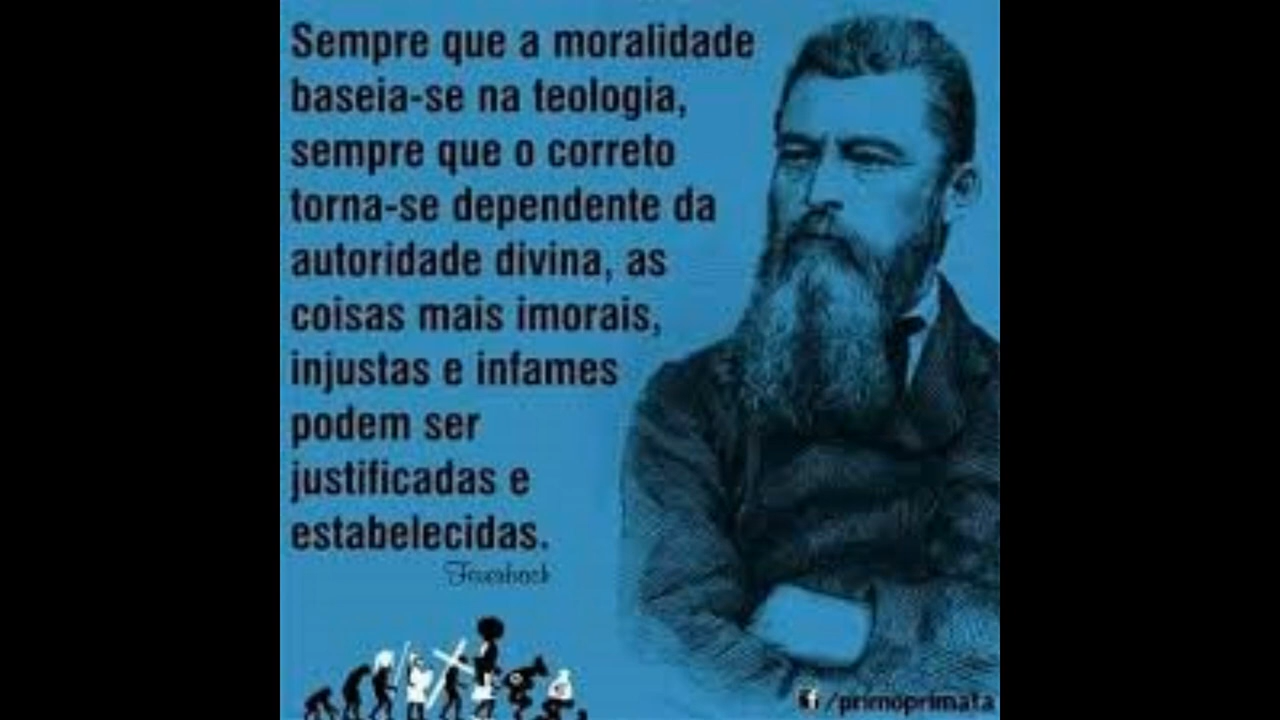 Sempre que a moralidade
baseia-se na teologia,
sempre que o correto
torna-se dependente da
autoridade divina, as
coisas mais imorais,
injustas e infames
podem ser
justificadas e
estabelecidas.
Feuerbach
/primoprimata